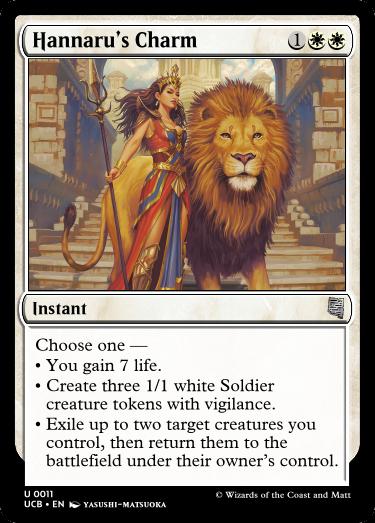 Hannaru's Charm 1
Instant
Choose one —
• You gain 7 life.
• Create three 1/1 white Soldier
creature tokens with vigilance.
• Exile up to two target creatures you
control, then return them to the
battlefield under their owner's control.
U 0011
UCB • EN YASUSHI-MATSUOKA
© Wizards of the Coast and Matt